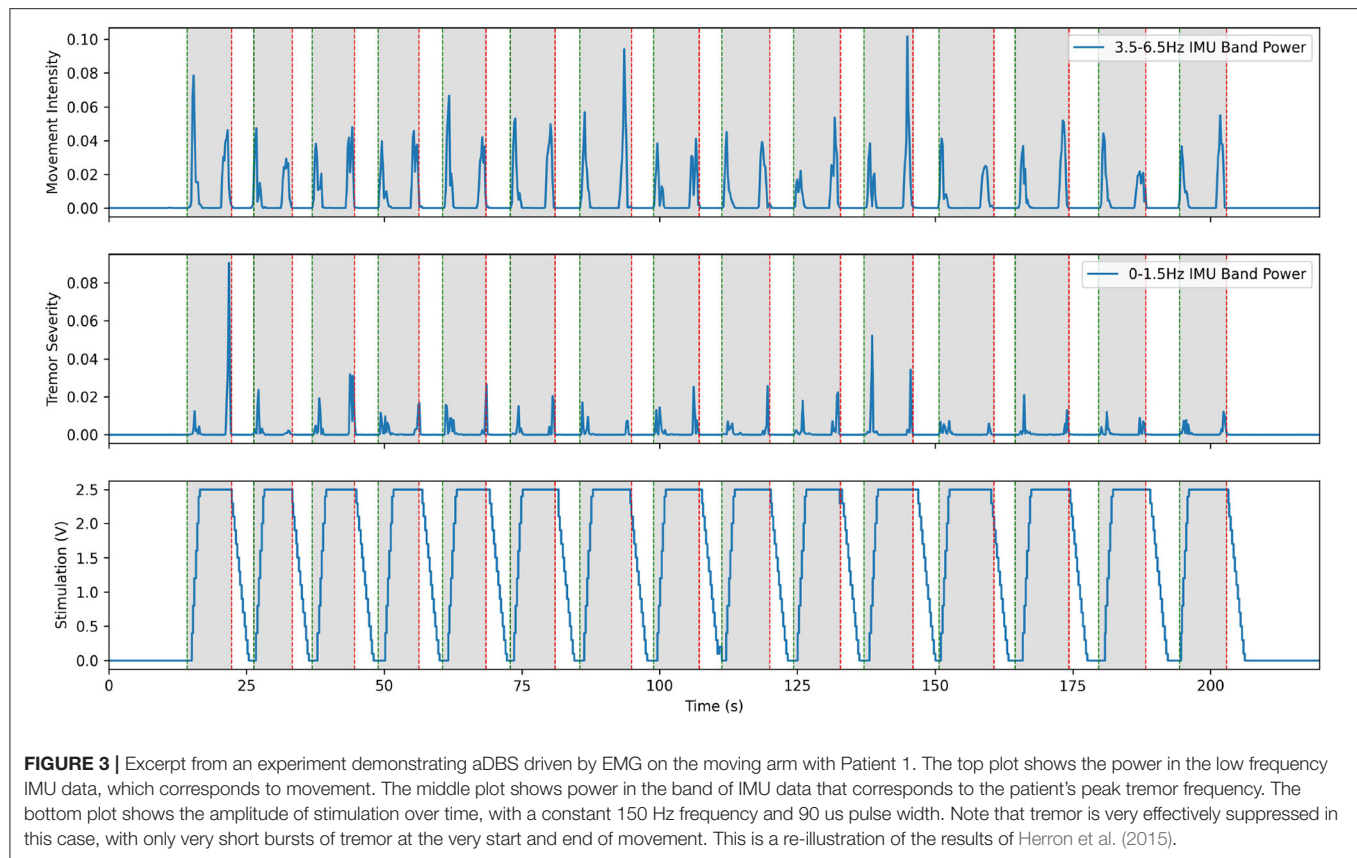 0.10
0.08
0.06
0.04
0.02
0.00
Movement Intensity
3.5-6.5Hz IMU Band Power
0.08
0.06
0.04
0.02
0.00
Tremor Severity
0-1.5Hz IMU Band Power
2.5
2.0
1.5
1.0
0.5
0.0
Stimulation (V)
0 25 50 75 100 125 150 175 200
Time (s)
FIGURE 3 | Excerpt from an experiment demonstrating aDBS driven by EMG on the moving arm with Patient 1. The top plot shows the power in the low frequency
IMU data, which corresponds to movement. The middle plot shows power in the band of IMU data that corresponds to the patient's peak tremor frequency. The
bottom plot shows the amplitude of stimulation over time, with a constant 150 Hz frequency and 90 us pulse width. Note that tremor is very effectively suppressed in
this case, with only very short bursts of tremor at the very start and end of movement. This is a re-illustration of the results of Herron et al. (2015).